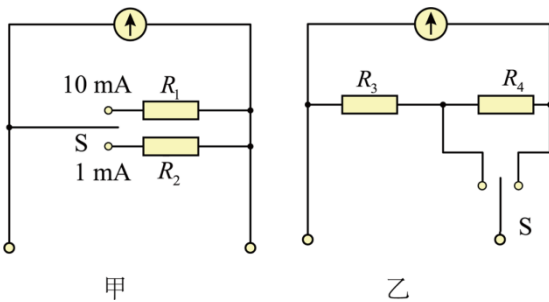 10 mA R₁
S
1 mA R₂
R₃ R₄
S
甲 乙